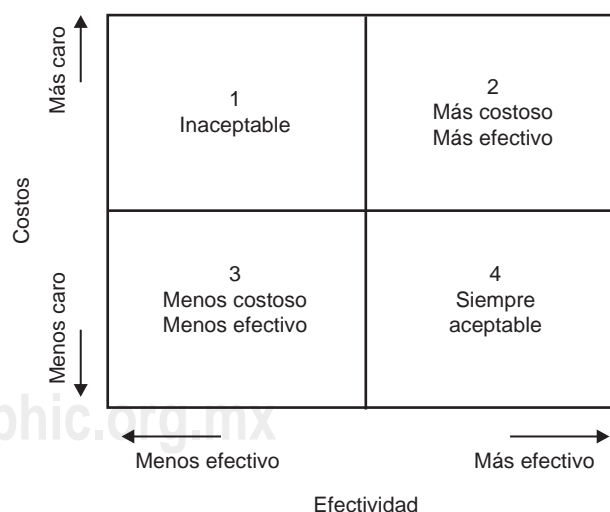 Más caro
Costos
Menos caro
1
Inaceptable
2
Más costoso
Más efectivo
3
Menos costoso
Menos efectivo
4
Siempre
aceptable
phic.org.mx
Menos efectivo
Más efectivo
Efectividad